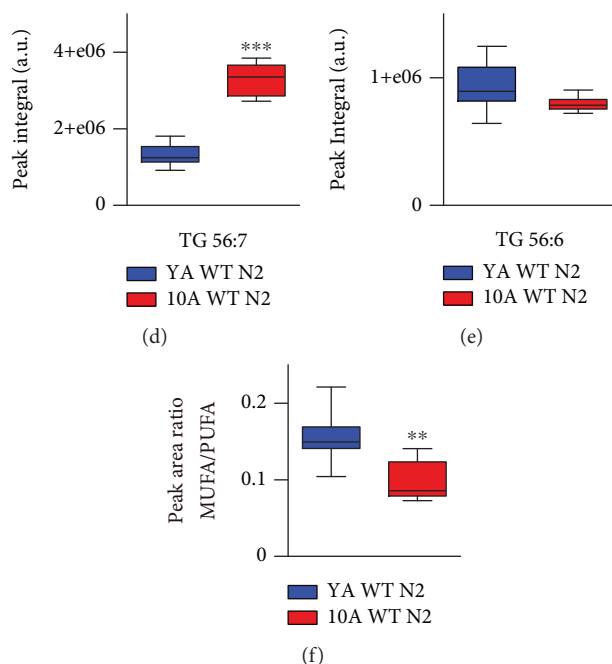 Peak integral (a.u.)
4+e06
2+e06
0
***
TG 56:7
YA WT N2
10A WT N2
(d)
Peak Integral (a.u.)
1+e06
0
TG 56:6
YA WT N2
10A WT N2
(e)
Peak area ratio
MUFA/PUFA
0.2
0.1
0
**
YA WT N2
10A WT N2
(f)